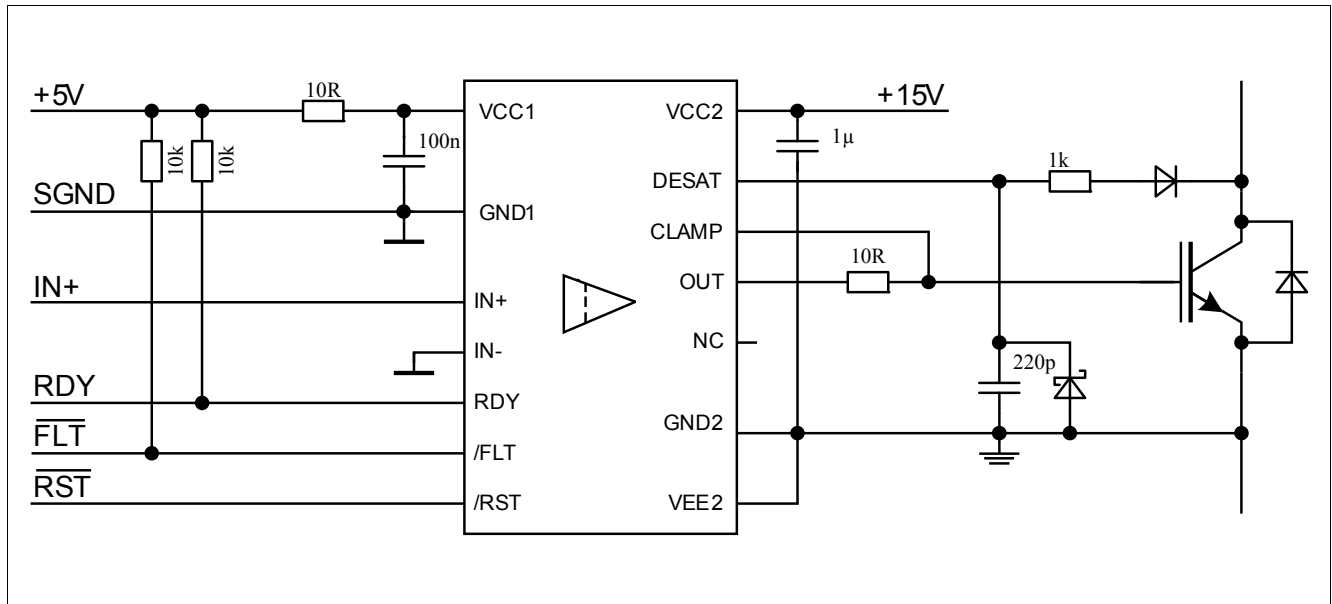 +5V
10R
10k
10k
100n
SGND
IN+
RDY
FLT
RST
VCC1
GND1
IN+
IN-
RDY
/FLT
/RST
VCC2
DESAT
CLAMP
OUT
NC
GND2
VEE2
+15V
1µ
1k
10R
220p